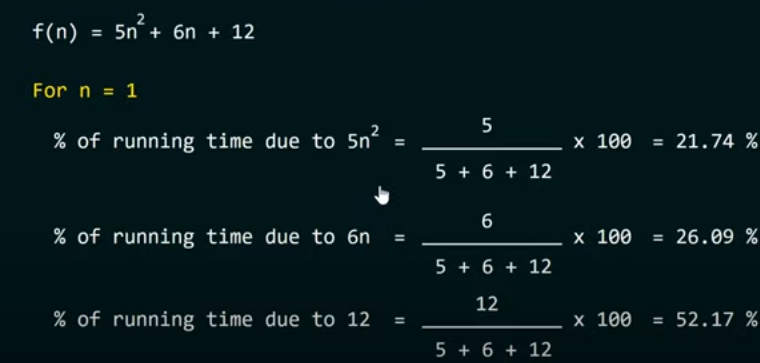 f(n) = 5n² + 6n + 12
For n = 1
% of running time due to 5n² = 5 / 5 + 6 + 12 x 100 = 21.74 %
% of running time due to 6n = 6 / 5 + 6 + 12 x 100 = 26.09 %
% of running time due to 12 = 12 / 5 + 6 + 12 x 100 = 52.17 %